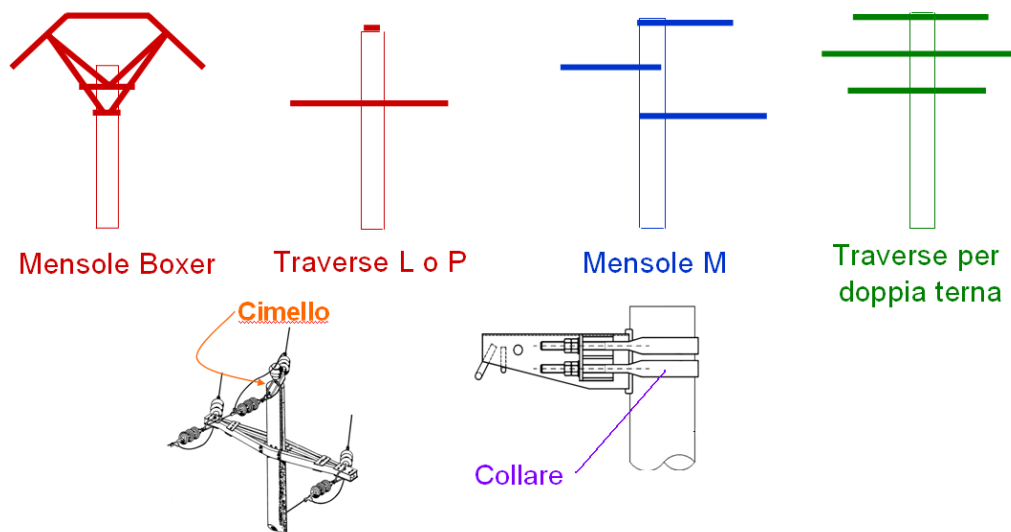 Mensole Boxer
Traverse L o P
Mensole M
Traverse per
doppia terna
Cimello
Collare